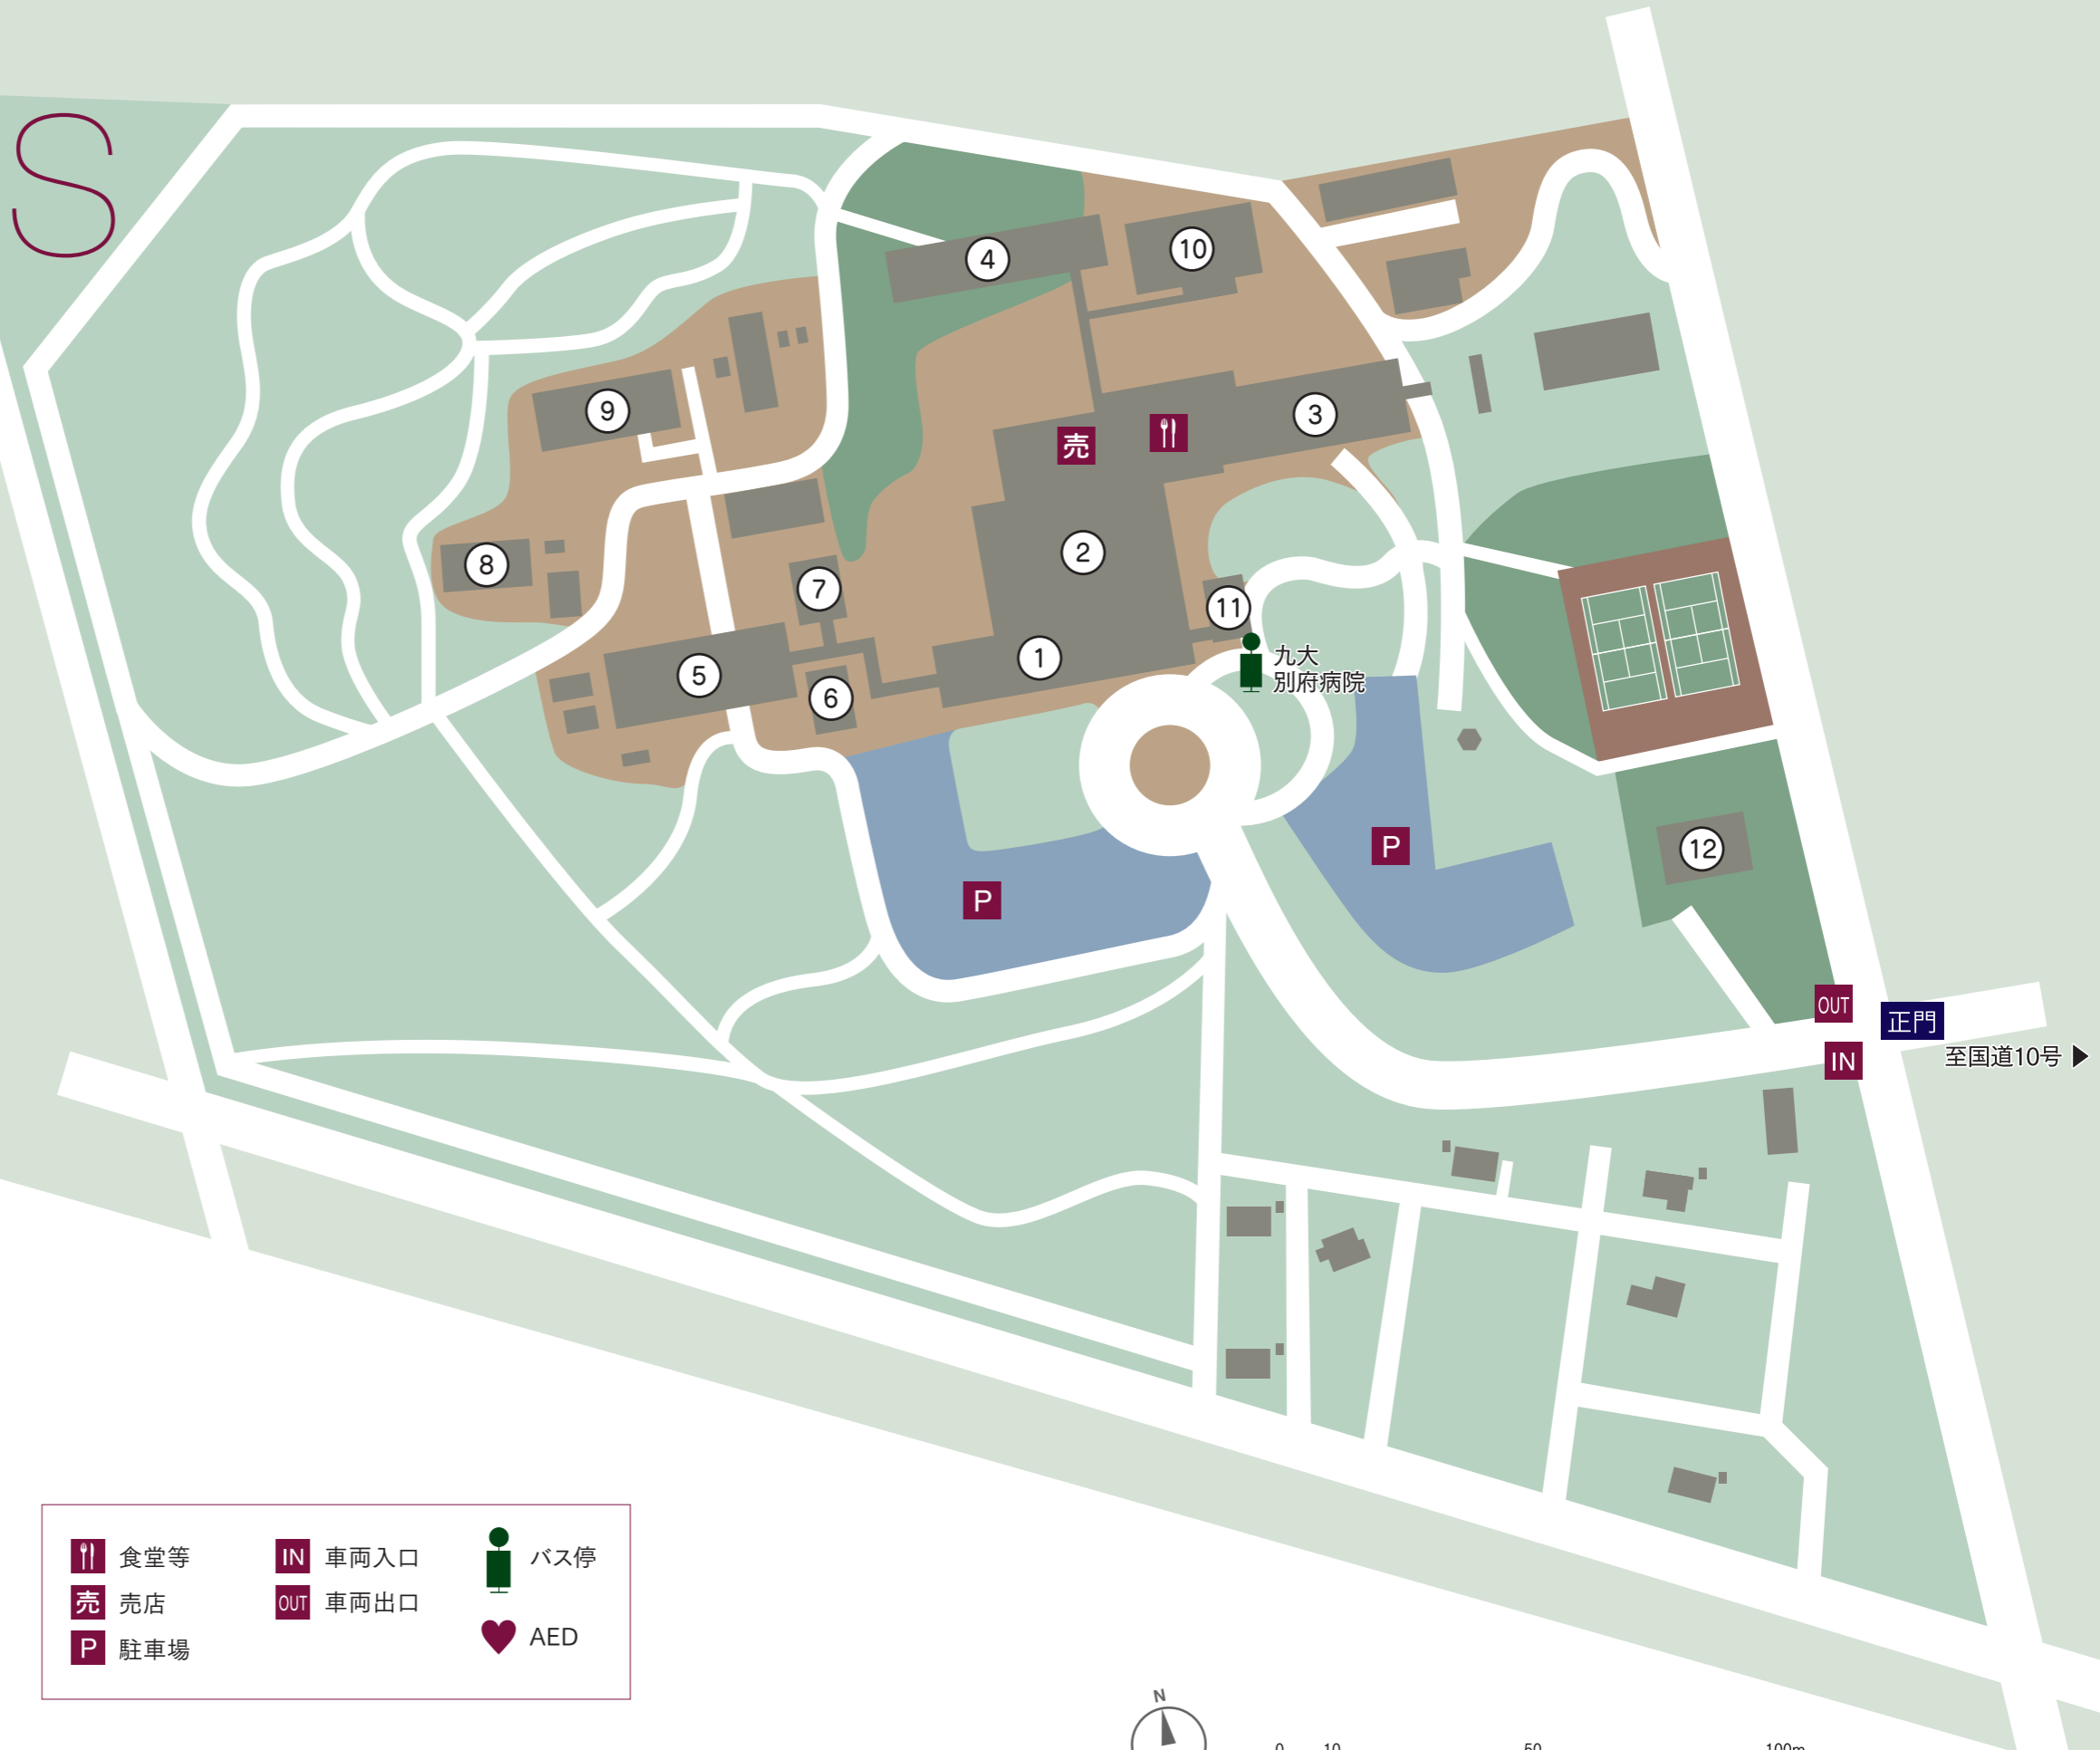 S
4
10
9
売
3
8
2
7
11
1
九大
別府病院
5
6
P
P
12
OUT
正門
IN
至国道10号
食堂等
IN 車両入口
バス停
売 売店
OUT 車両出口
P 駐車場
AED
N
0 10 50 100m